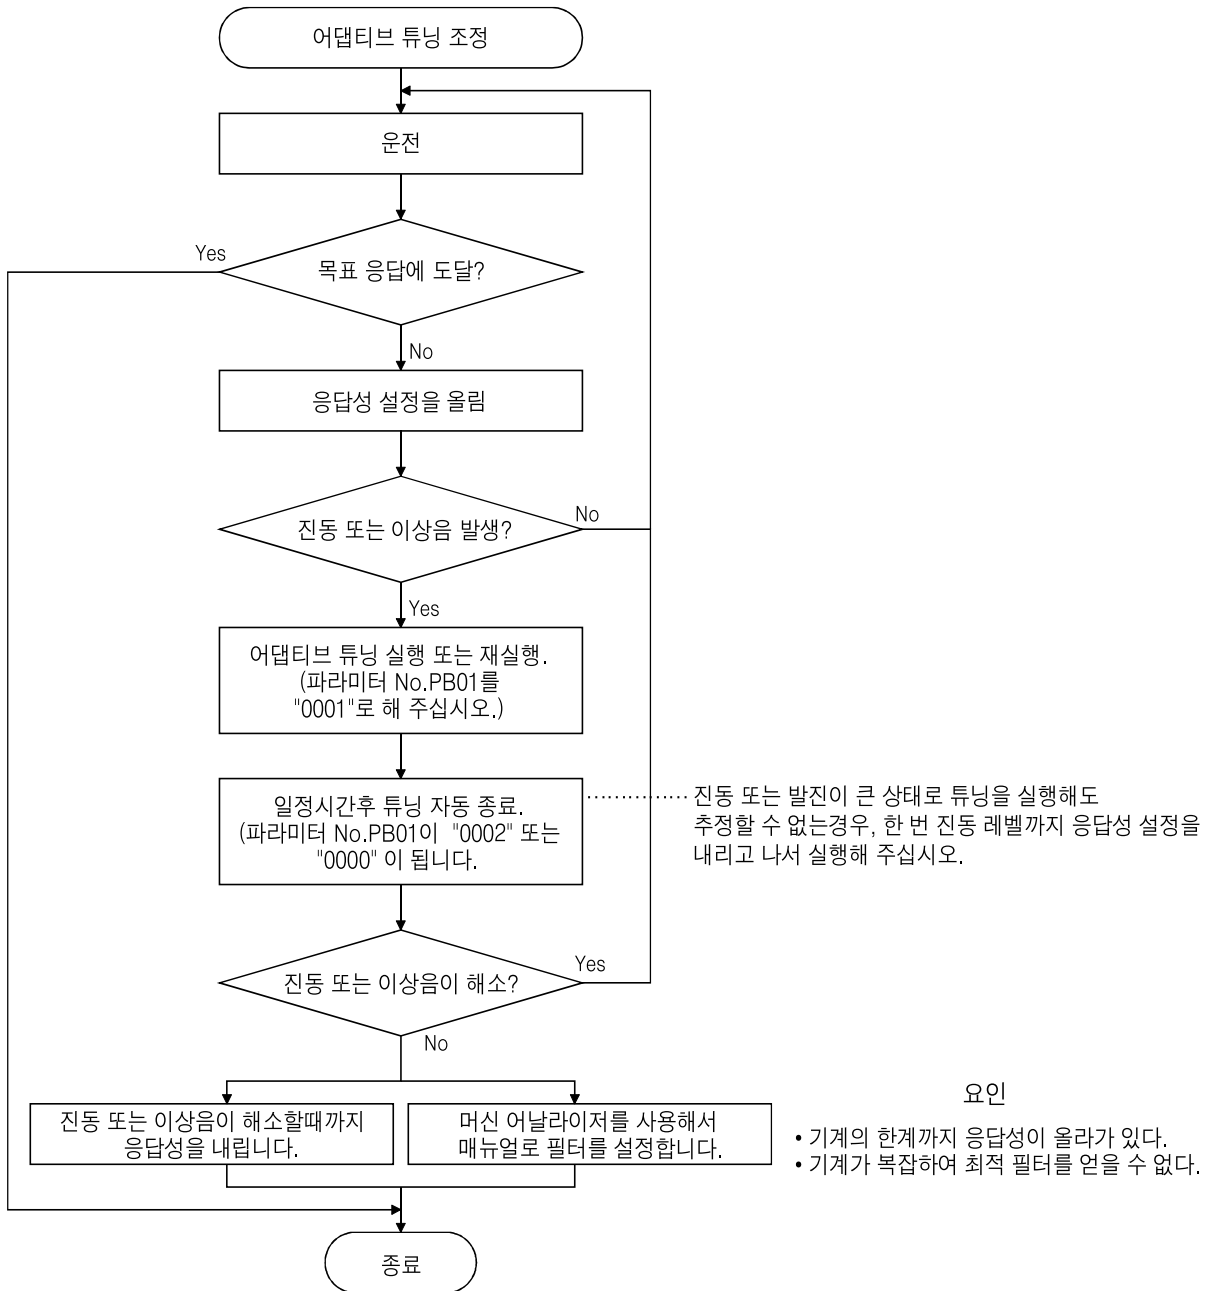 어댑티브 튜닝 조정
운전
Yes
목표 응답에 도달?
No
응답성 설정을 올림
진동 또는 이상음 발생?
No
Yes
어댑티브 튜닝 실행 또는 재실행.
(파라미터 No.PB01를
"0001"로 해 주십시오.)
일정시간후 튜닝 자동 종료.
(파라미터 No.PB01이 "0002" 또는
"0000" 이 됩니다.
진동 또는 발진이 큰 상태로 튜닝을 실행해도
추정할 수 없는경우, 한 번 진동 레벨까지 응답성 설정을
내리고 나서 실행해 주십시오.
진동 또는 이상음이 해소?
Yes
No
진동 또는 이상음이 해소할때까지
응답성을 내립니다.
머신 어날라이저를 사용해서
매뉴얼로 필터를 설정합니다.
요인
• 기계의 한계까지 응답성이 올라가 있다.
• 기계가 복잡하여 최적 필터를 얻을 수 없다.
종료